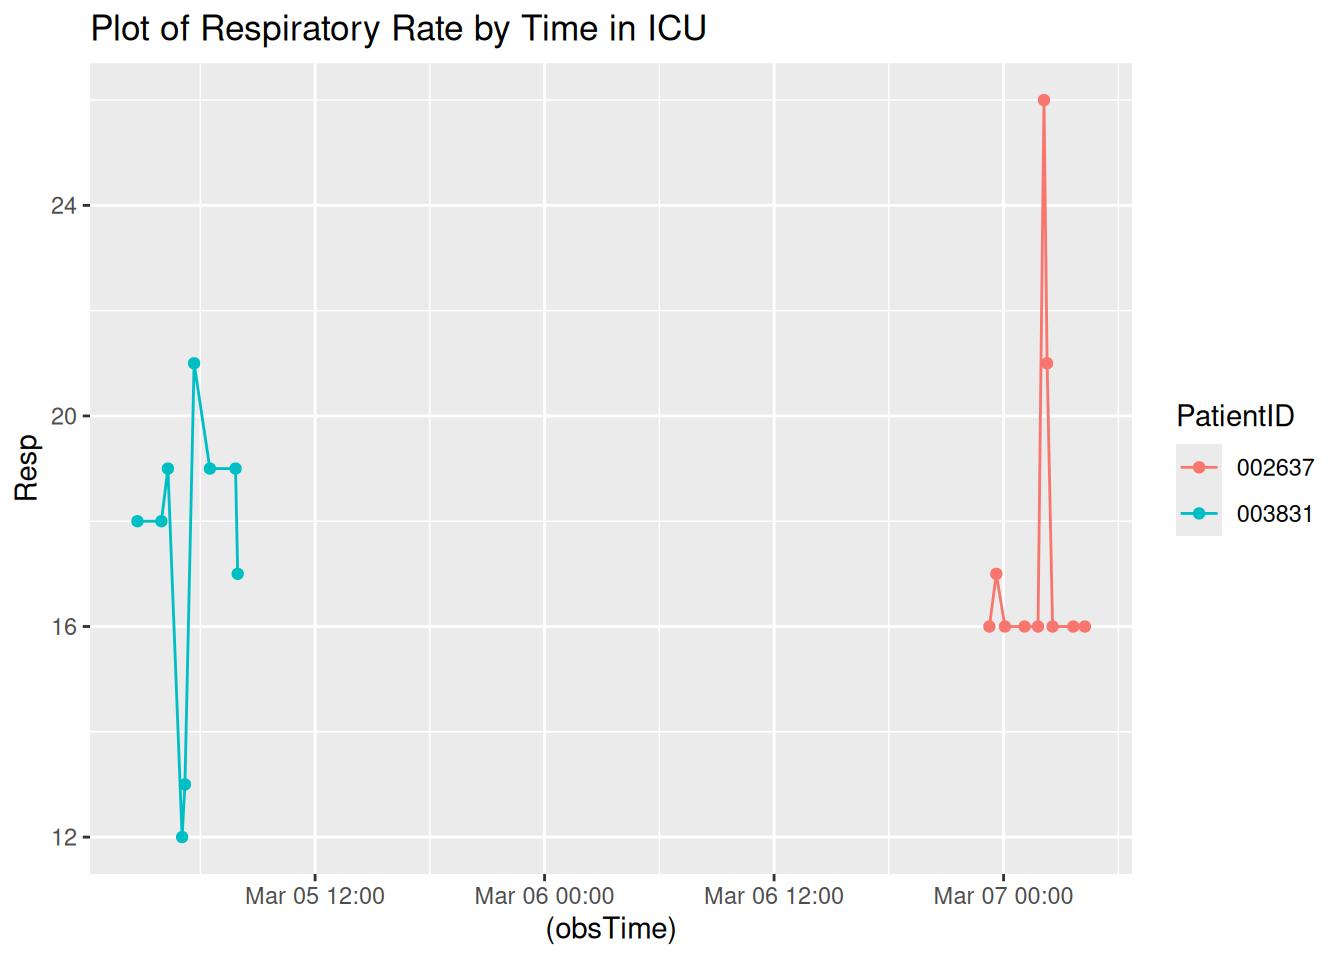 Plot of Respiratory Rate by Time in ICU
24
20
16
12
Resp
Mar 05 12:00
Mar 06 00:00
Mar 06 12:00
Mar 07 00:00
(obsTime)
PatientID
002637
003831